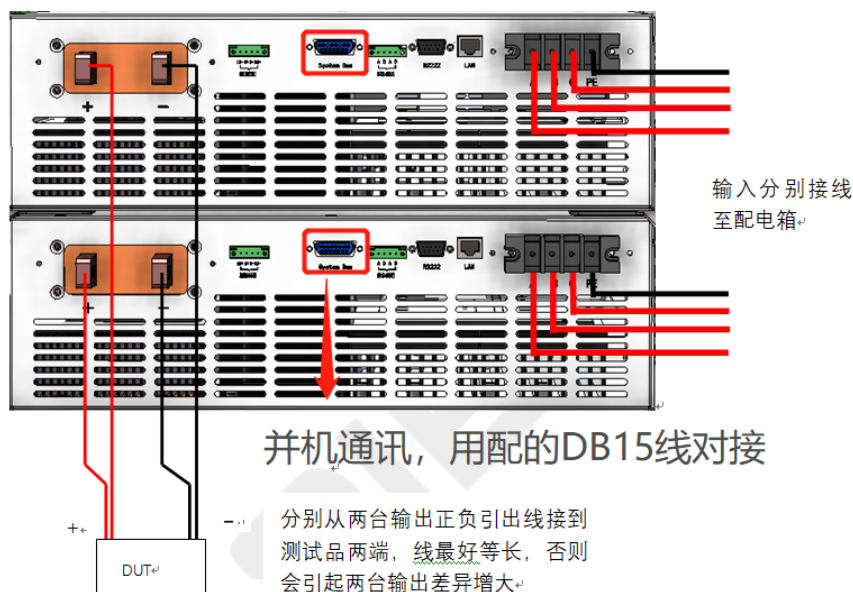 System Bus
A B A B
RS485
RS232
LAN
PE
+
−
输入分别接线
至配电箱
System Bus
A B A B
RS485
RS232
LAN
PE
+
−
并机通讯，用配的DB15线对接
+
−
分别从两台输出正负引出线接到
测试品两端，线最好等长，否则
会引起两台输出差异增大
DUT